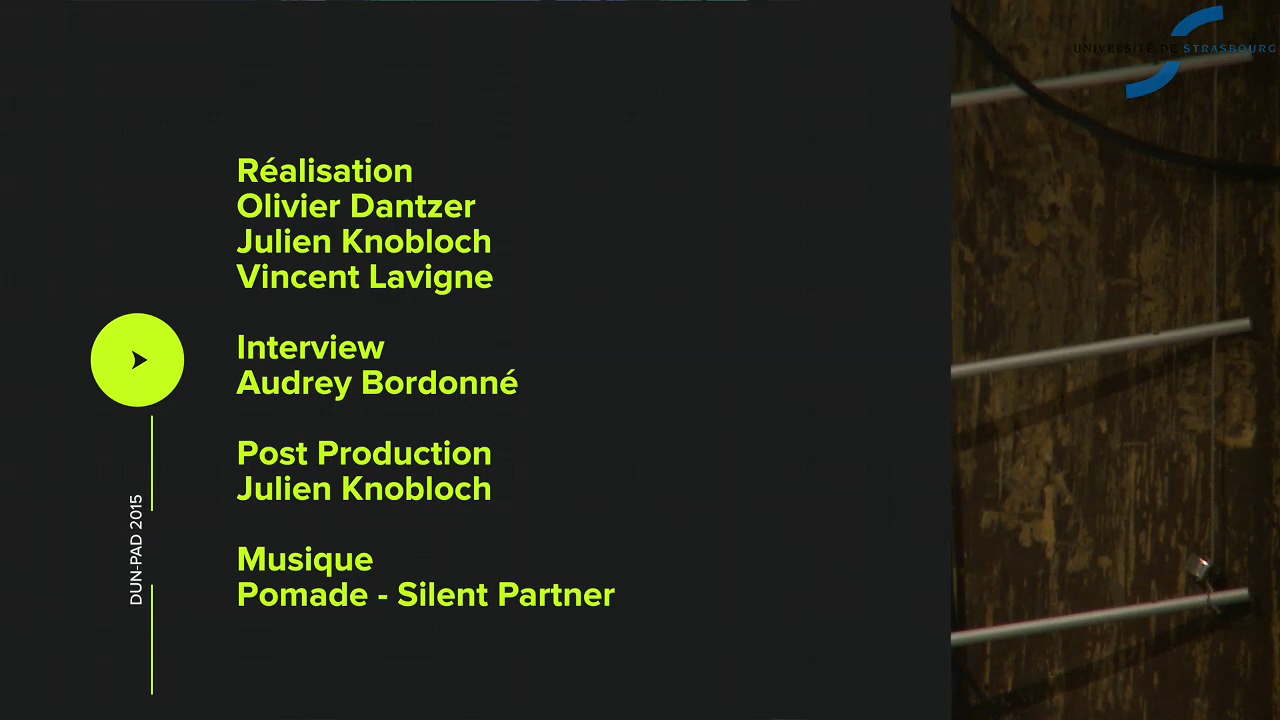 UNIVERSITÉ DE STRASBOURG
Réalisation
Olivier Dantzer
Julien Knobloch
Vincent Lavigne
Interview
Audrey Bordonné
Post Production
Julien Knobloch
Musique
Pomade - Silent Partner
DUN-PAD 2015